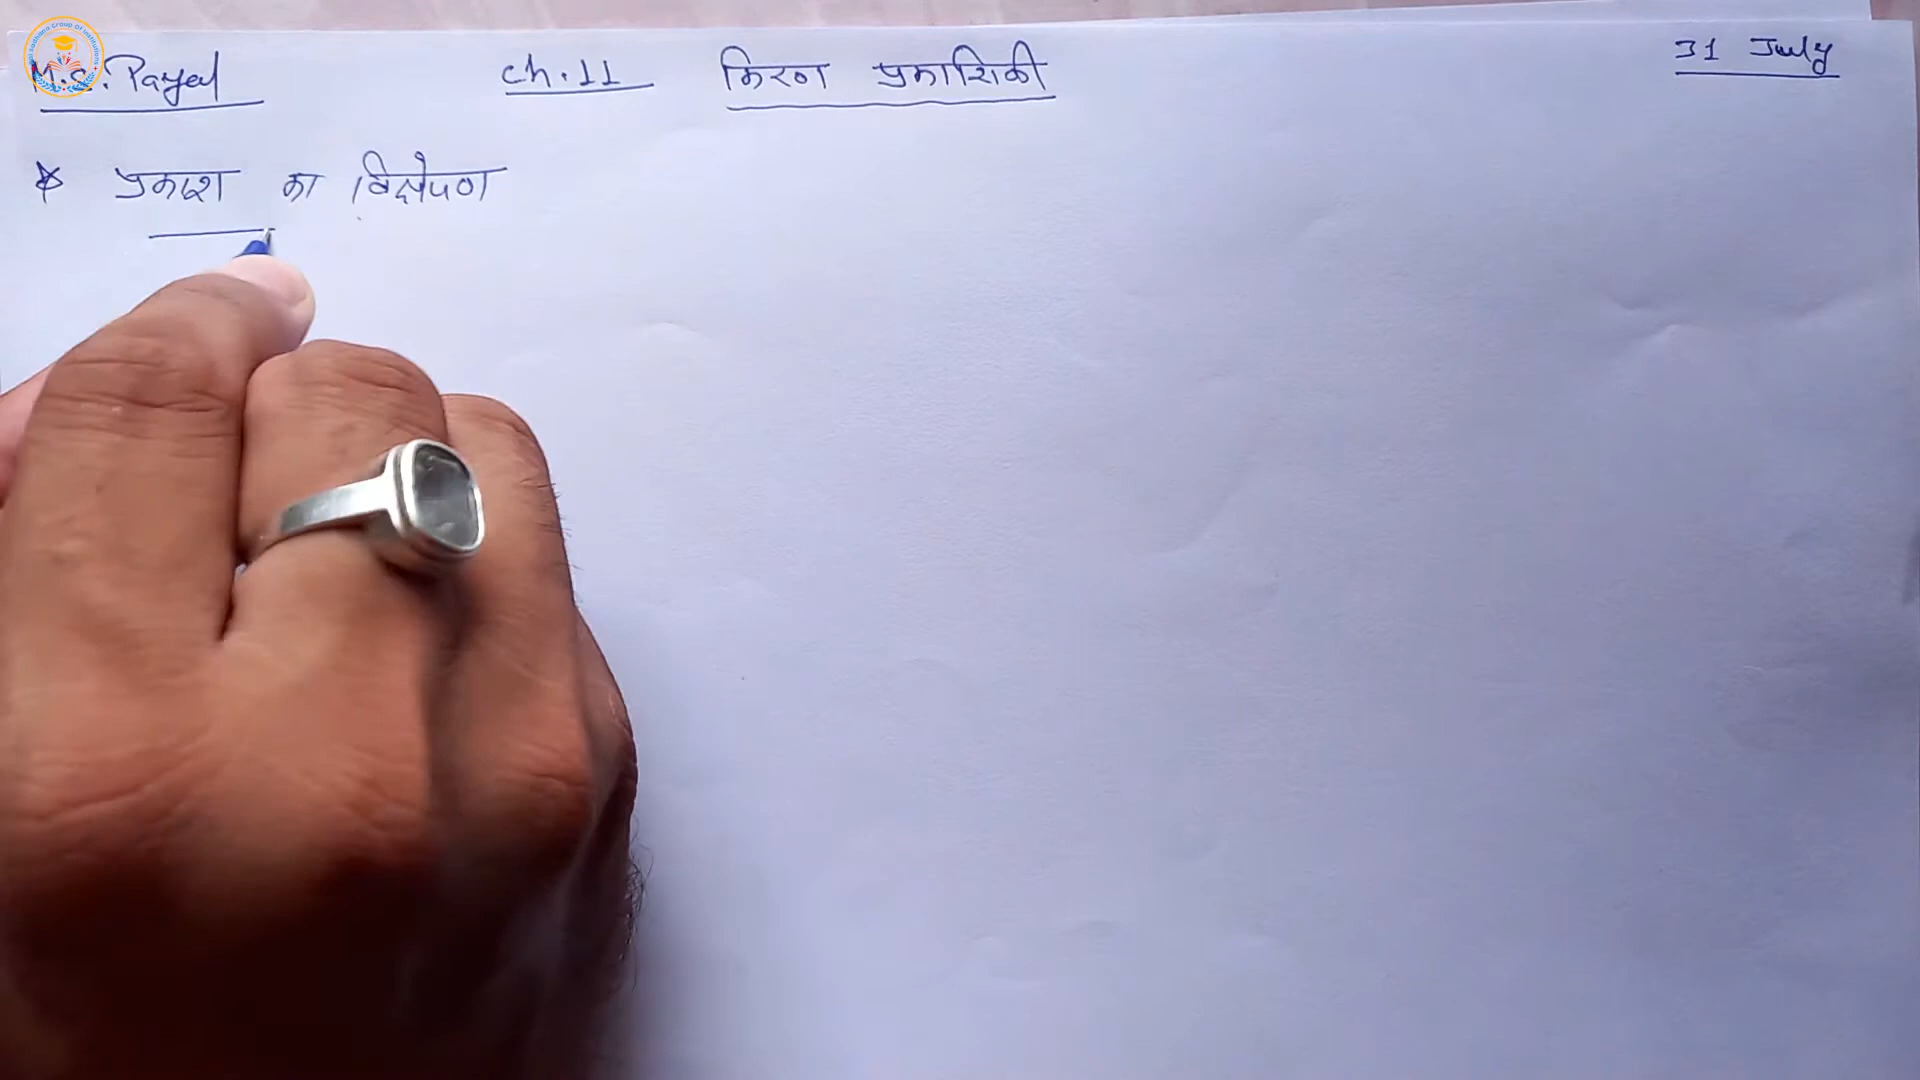 M.S. Payal ch.11 किरण प्रकाशिकी 31 July
* प्रकाश का विक्षेपण